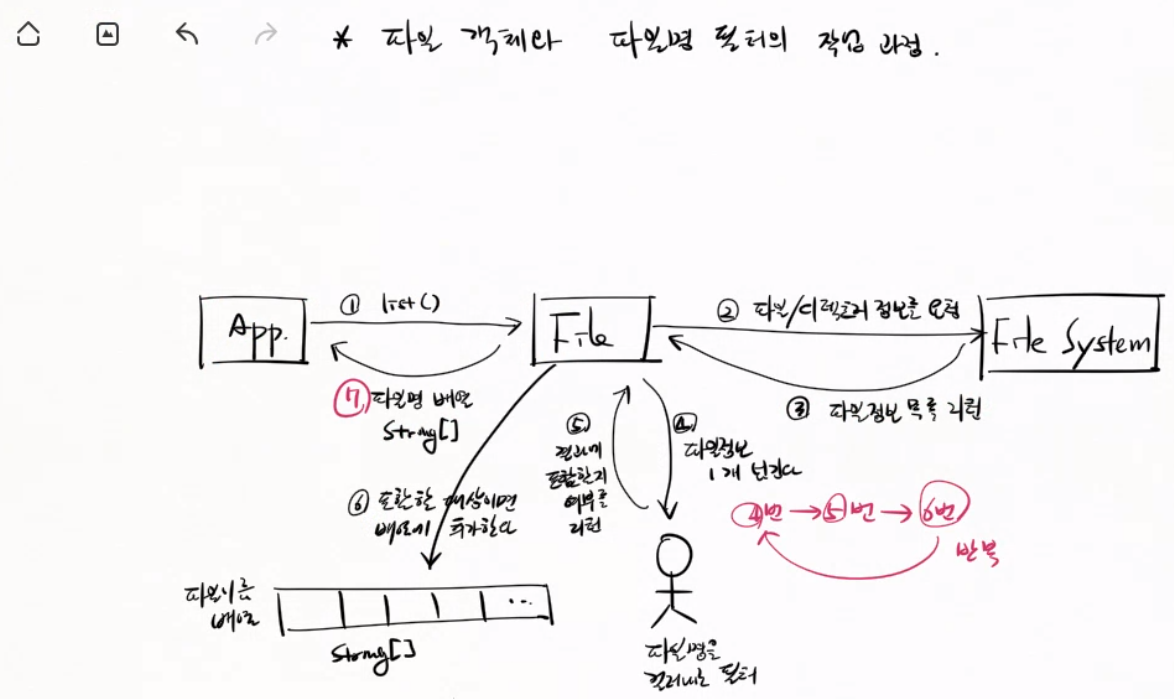 * 파일 객체와 파일명 필터의 작업 과정.
App.
① list()
File
② 파일/디렉토리 정보를 요청
File System
⑦ 파일명 배열
String[]
③ 파일정보 목록 리턴
⑤
결과에
포함할지
여부를
리턴
④
파일정보
1개 넘긴다
⑥ 포함할 대상이면
배열에 추가한다
④번 → ⑤번 → ⑥번
반복
파일이름
배열
...
String[]
파일명을
걸러내는 필터